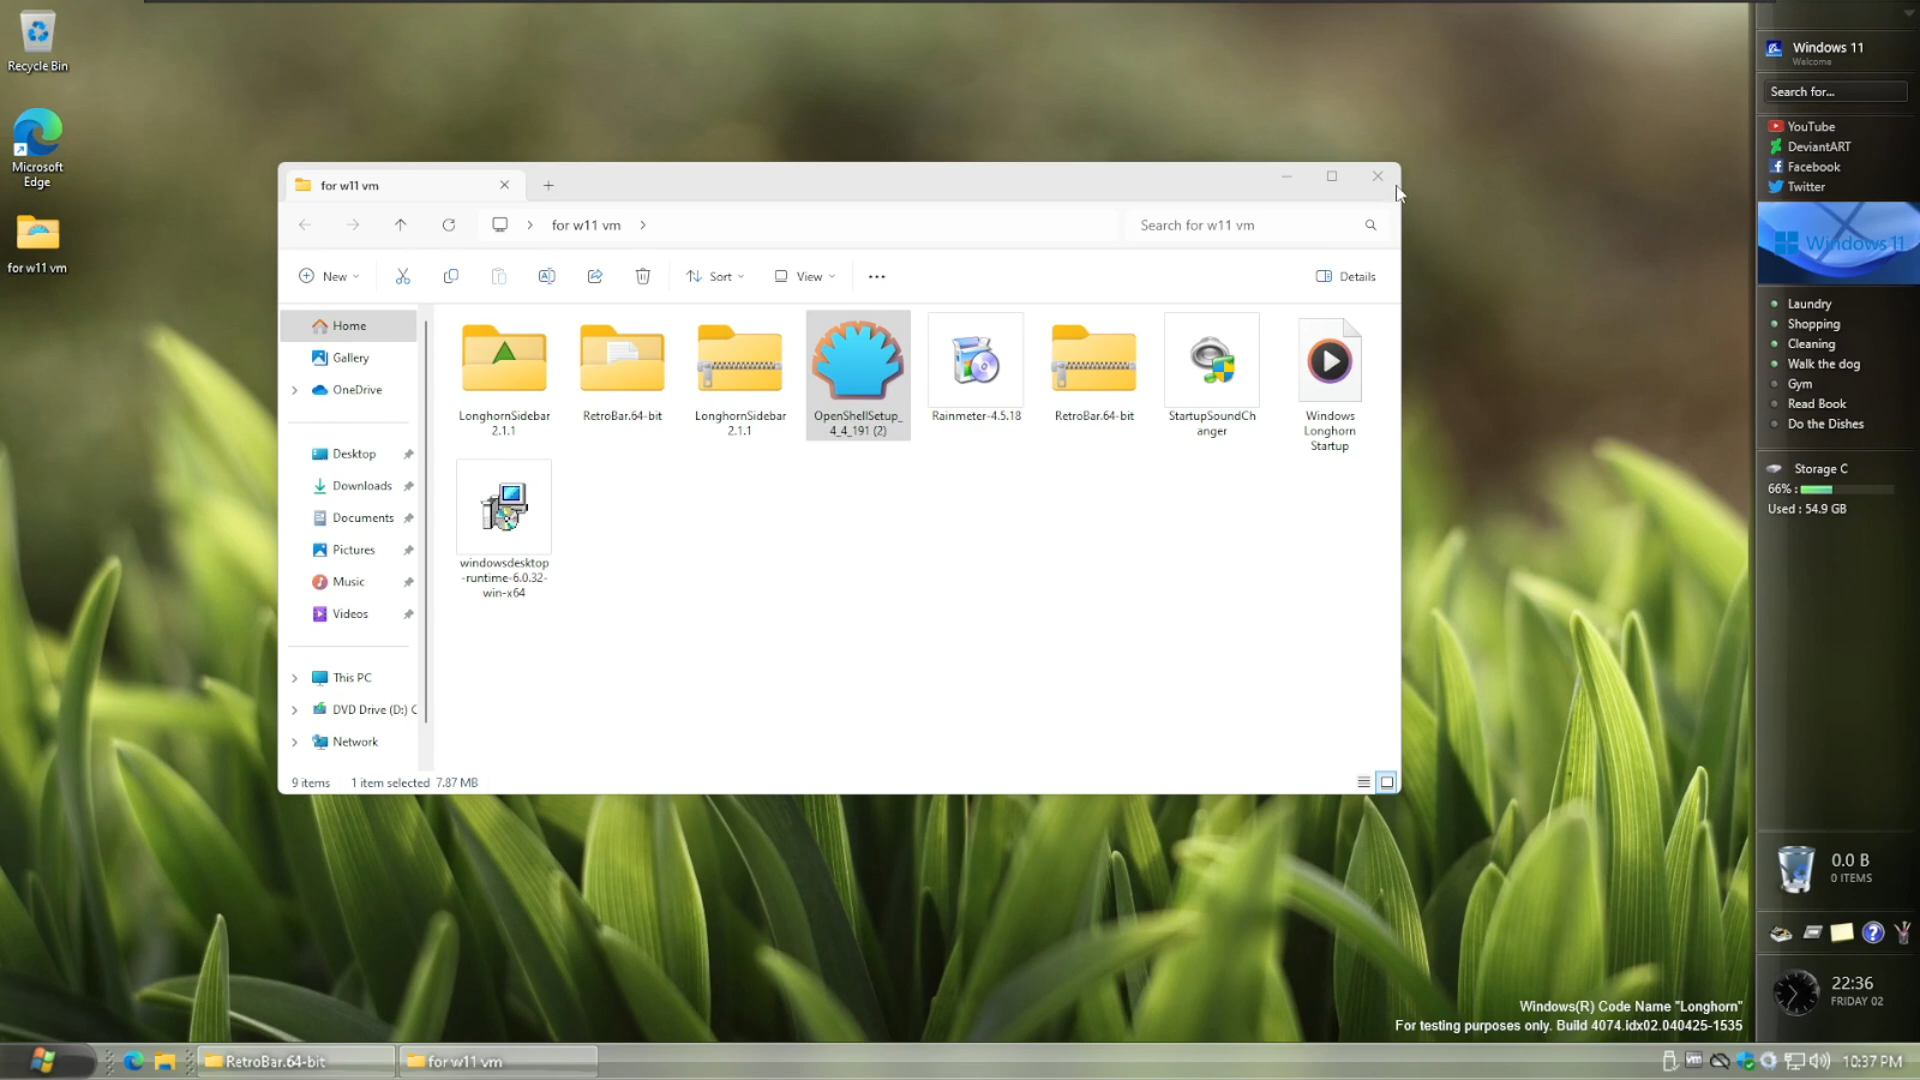 Recycle Bin
Microsoft
Edge
for w11 vm
for w11 vm
for w11 vm
Search for w11 vm
New
Sort
View
Details
Home
Gallery
OneDrive
Desktop
Downloads
Documents
Pictures
Music
Videos
This PC
DVD Drive (D:) C
Network
LonghornSidebar
2.1.1
RetroBar.64-bit
LonghornSidebar
2.1.1
OpenShellSetup_
4_4_191 (2)
Rainmeter-4.5.18
RetroBar.64-bit
StartupSoundCh
anger
Windows
Longhorn
Startup
windowsdesktop
-runtime-6.0.32-
win-x64
9 items
1 item selected 7.87 MB
Windows 11
Welcome
Search for...
YouTube
DeviantART
Facebook
Twitter
Windows 11
Laundry
Shopping
Cleaning
Walk the dog
Gym
Read Book
Do the Dishes
Storage C
66% :
Used : 54.9 GB
0.0 B
0 ITEMS
22:36
FRIDAY 02
Windows(R) Code Name "Longhorn"
For testing purposes only. Build 4074.idx02.040425-1535
RetroBar.64-bit
for w11 vm
vm
10:37 PM